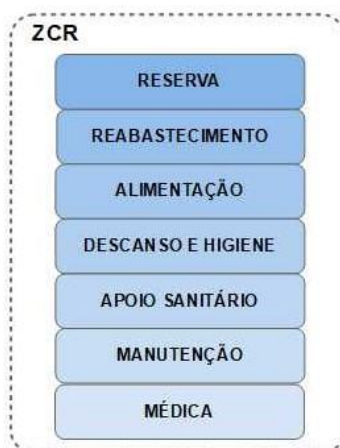 ZCR
RESERVA
REABASTECIMENTO
ALIMENTAÇÃO
DESCANSO E HIGIENE
APOIO SANITÁRIO
MANUTENÇÃO
MÉDICA